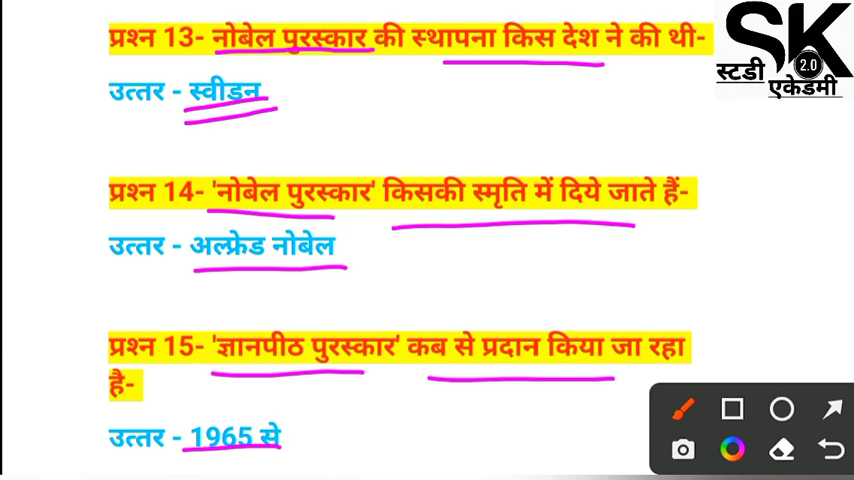 प्रश्न 13- नोबेल पुरस्कार की स्थापना किस देश ने की थी-
SK
2.0
स्टडी
एकेडमी
उत्तर - स्वीडन
प्रश्न 14- 'नोबेल पुरस्कार' किसकी स्मृति में दिये जाते हैं-
उत्तर - अल्फ्रेड नोबेल
प्रश्न 15- 'ज्ञानपीठ पुरस्कार' कब से प्रदान किया जा रहा
है-
उत्तर - 1965 से